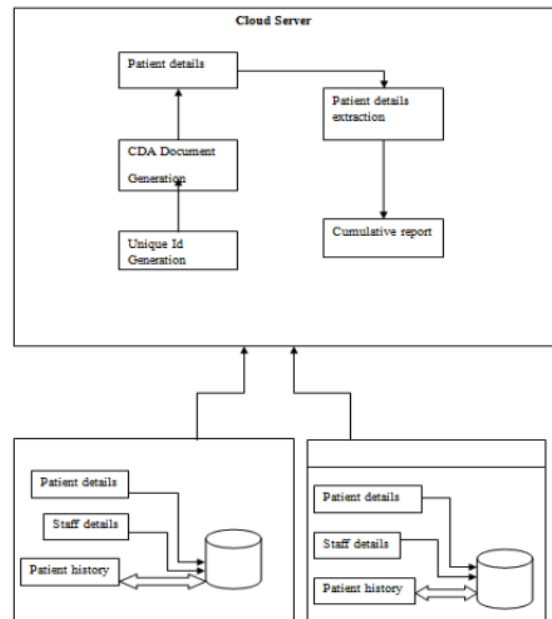 Cloud Server
Patient details
Patient details
extraction
CDA Document
Generation
Unique Id
Generation
Cumulative report
Patient details
Staff details
Patient history
Patient details
Staff details
Patient history